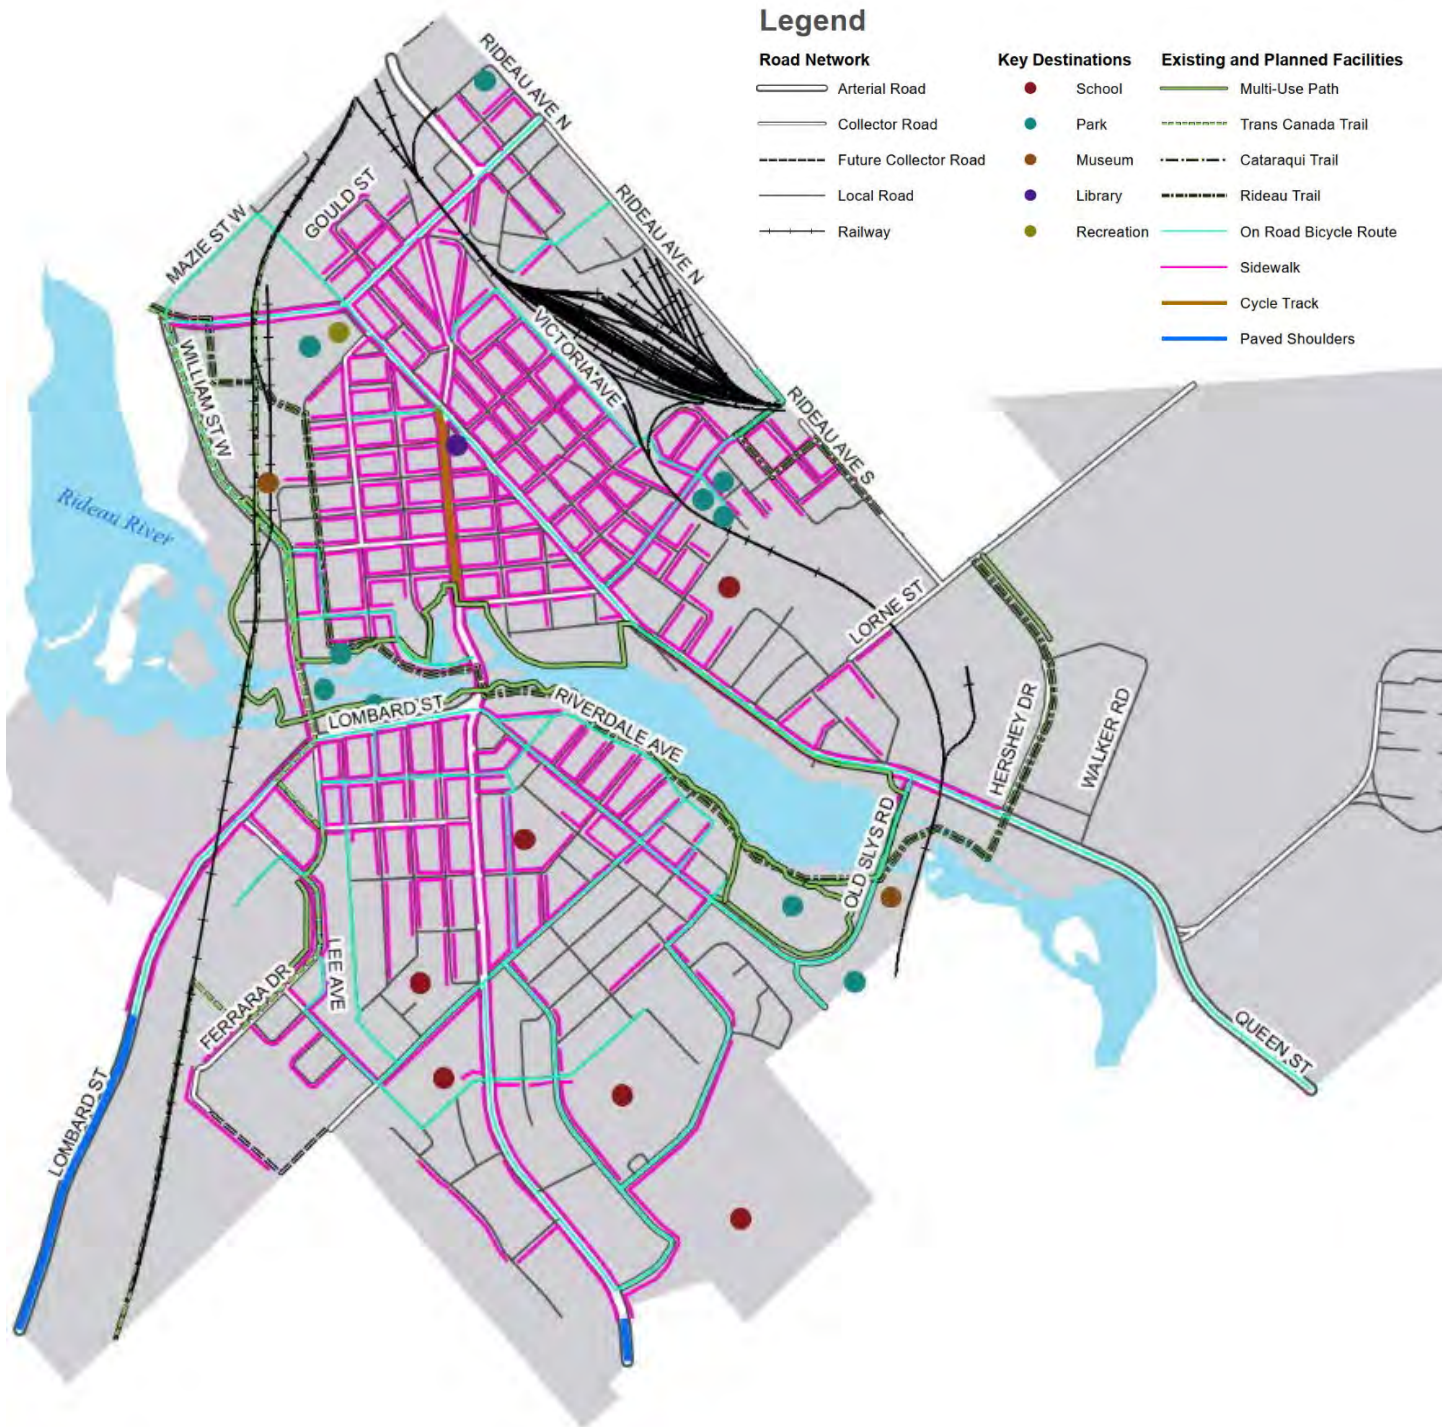 Legend
Road Network
Arterial Road
Collector Road
Future Collector Road
Local Road
Railway
Key Destinations
School
Park
Museum
Library
Recreation
Existing and Planned Facilities
Multi-Use Path
Trans Canada Trail
Cataraqui Trail
Rideau Trail
On Road Bicycle Route
Sidewalk
Cycle Track
Paved Shoulders
RIDEAU AVE N
GOULD ST
RIDEAU AVE N
MAZIE ST W
VICTORIA AVE
WILLIAM ST W
RIDEAU AVE S
Rideau River
LORNE ST
LOMBARD ST
RIVERDALE AVE
HERSHEY DR
WALKER RD
OLD SLYS RD
LEE AVE
FERRARA DR
QUEEN ST
LOMBARD ST